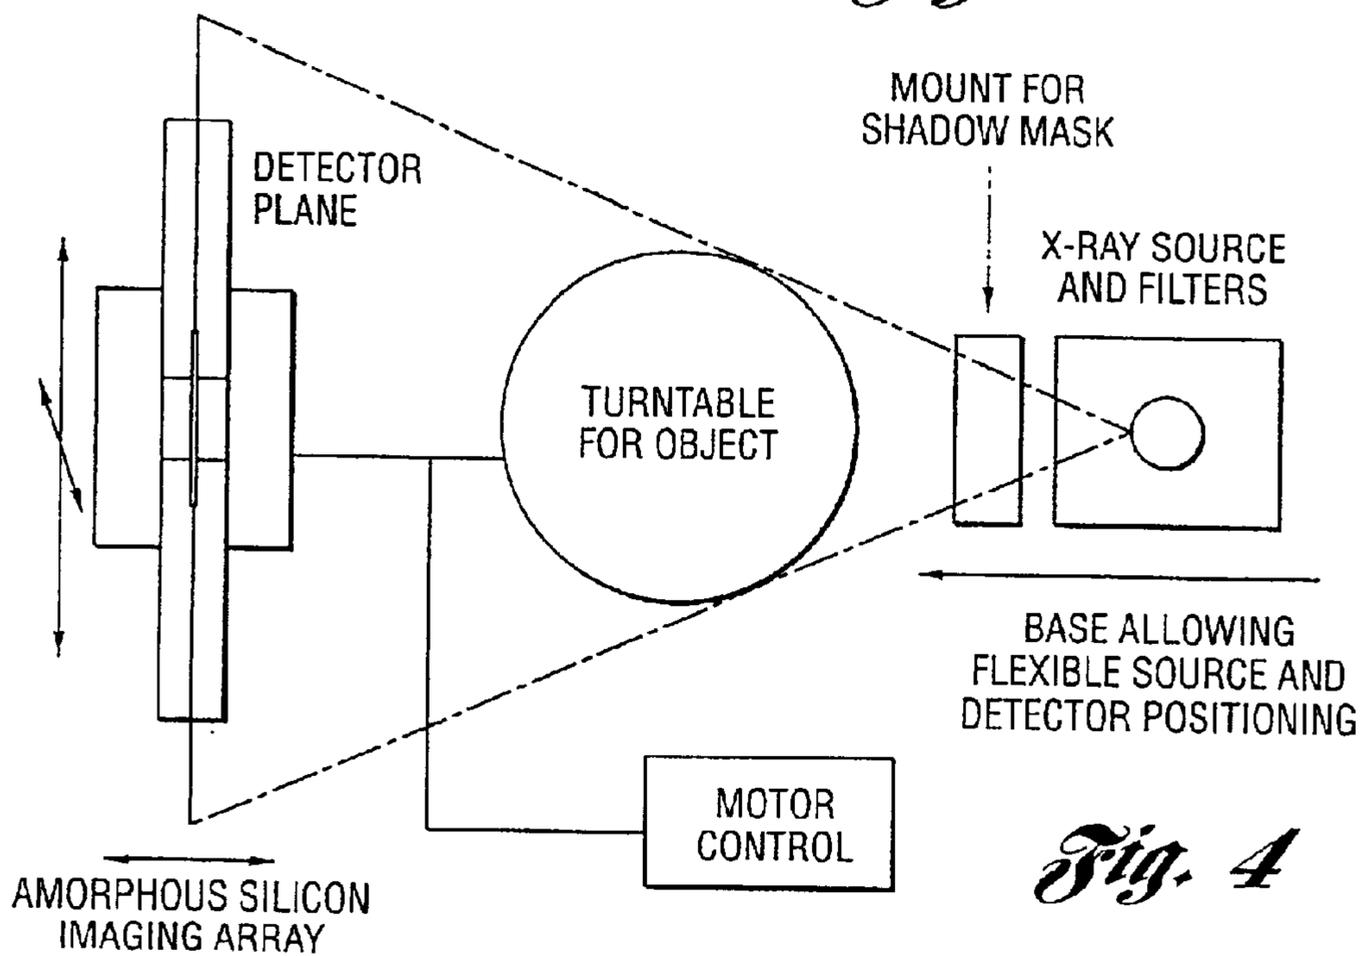 MOUNT FOR
SHADOW MASK
DETECTOR
PLANE
X-RAY SOURCE
AND FILTERS
TURNTABLE
FOR OBJECT
BASE ALLOWING
FLEXIBLE SOURCE AND
DETECTOR POSITIONING
MOTOR
CONTROL
AMORPHOUS SILICON
IMAGING ARRAY
Fig. 4